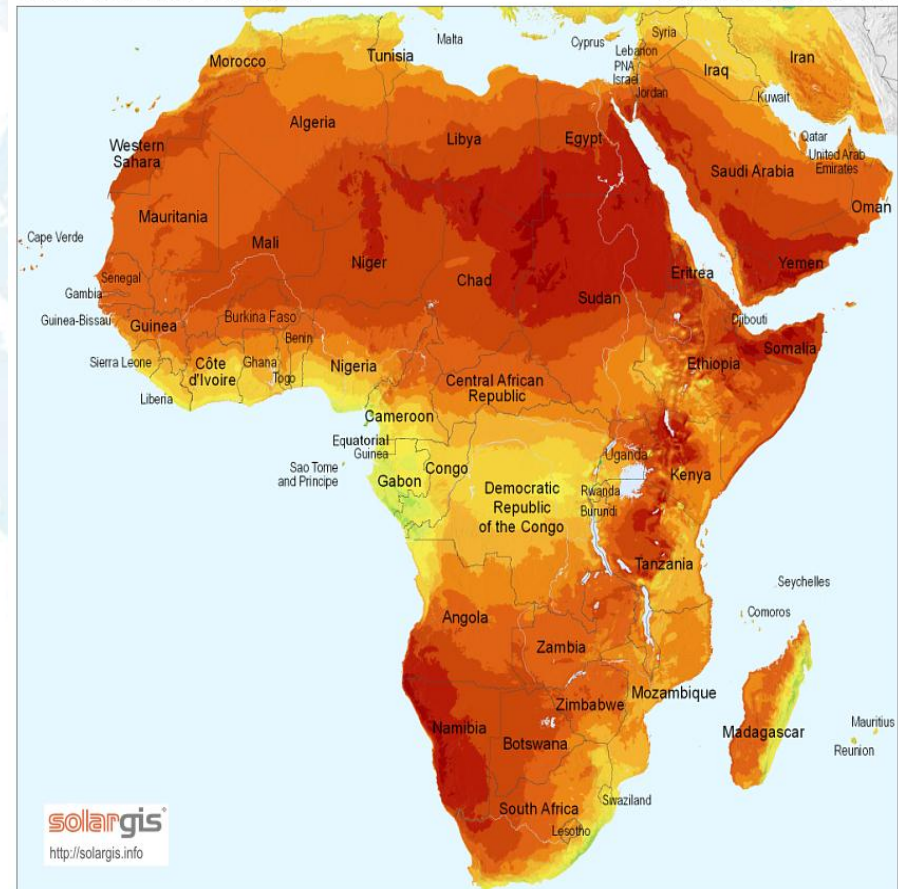 Malta
Cyprus
Syria
Lebanon
PNA
Israel
Jordan
Iraq
Iran
Kuwait
Morocco
Tunisia
Algeria
Libya
Egypt
Qatar
United Arab
Emirates
Saudi Arabia
Oman
Western
Sahara
Mauritania
Mali
Niger
Chad
Sudan
Eritrea
Yemen
Cape Verde
Senegal
Gambia
Guinea-Bissau
Guinea
Burkina Faso
Benin
Djibouti
Somalia
Sierra Leone
Côte
d'Ivoire
Ghana
Togo
Nigeria
Ethiopia
Central African
Republic
Liberia
Cameroon
Equatorial
Guinea
Sao Tome
and Principe
Gabon
Congo
Uganda
Kenya
Democratic
Republic
of the Congo
Rwanda
Burundi
Tanzania
Seychelles
Comoros
Angola
Zambia
Mozambique
Zimbabwe
Namibia
Botswana
Madagascar
Mauritius
Reunion
South Africa
Swaziland
Lesotho
solargis
http://solargis.info